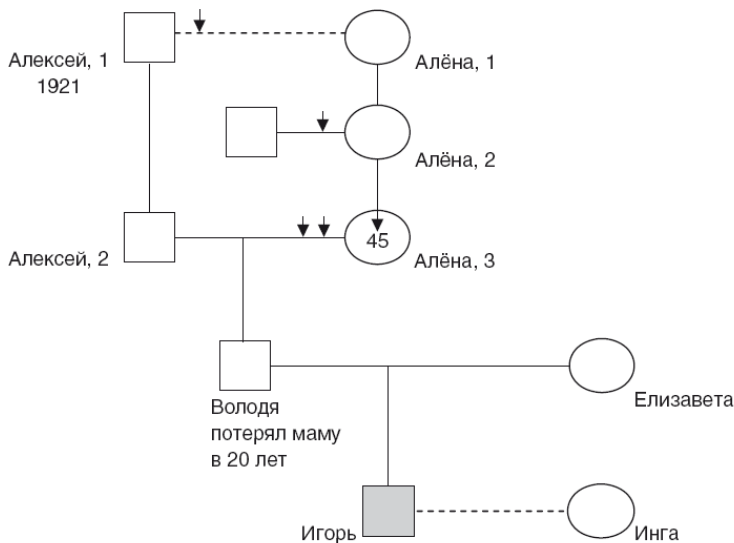 Алексей, 1
1921
Алёна, 1
Алёна, 2
45
Алексей, 2
Алёна, 3
Володя
потерял маму
в 20 лет
Елизавета
Игорь
Инга